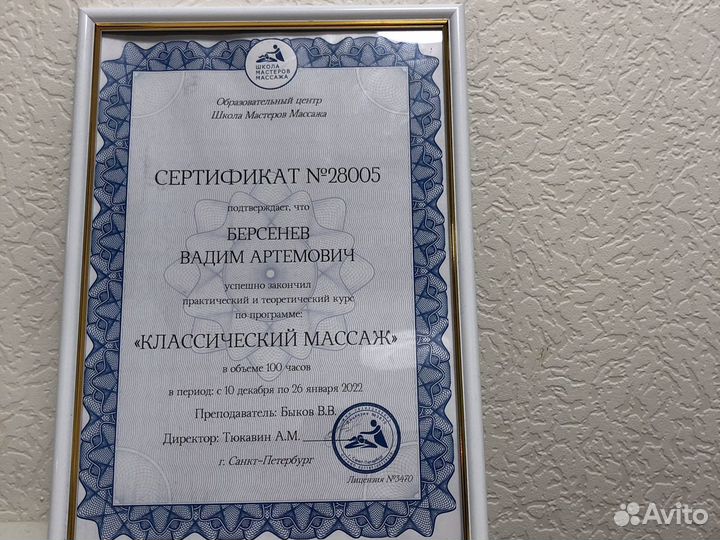 ШКОЛА
МАСТЕРОВ
МАССАЖА
Образовательный центр
Школа Мастеров Массажа
СЕРТИФИКАТ №28005
подтверждает, что
БЕРСЕНЕВ
ВАДИМ АРТЕМОВИЧ
успешно закончил
практический и теоретический курс
по программе:
«КЛАССИЧЕСКИЙ МАССАЖ»
в объеме 100 часов
в период: с 10 декабря по 26 января 2022
Преподаватель: Быков В.В.
Директор: Тюкавин А.М.
г. Санкт-Петербург
Лицензия №3470
Avito